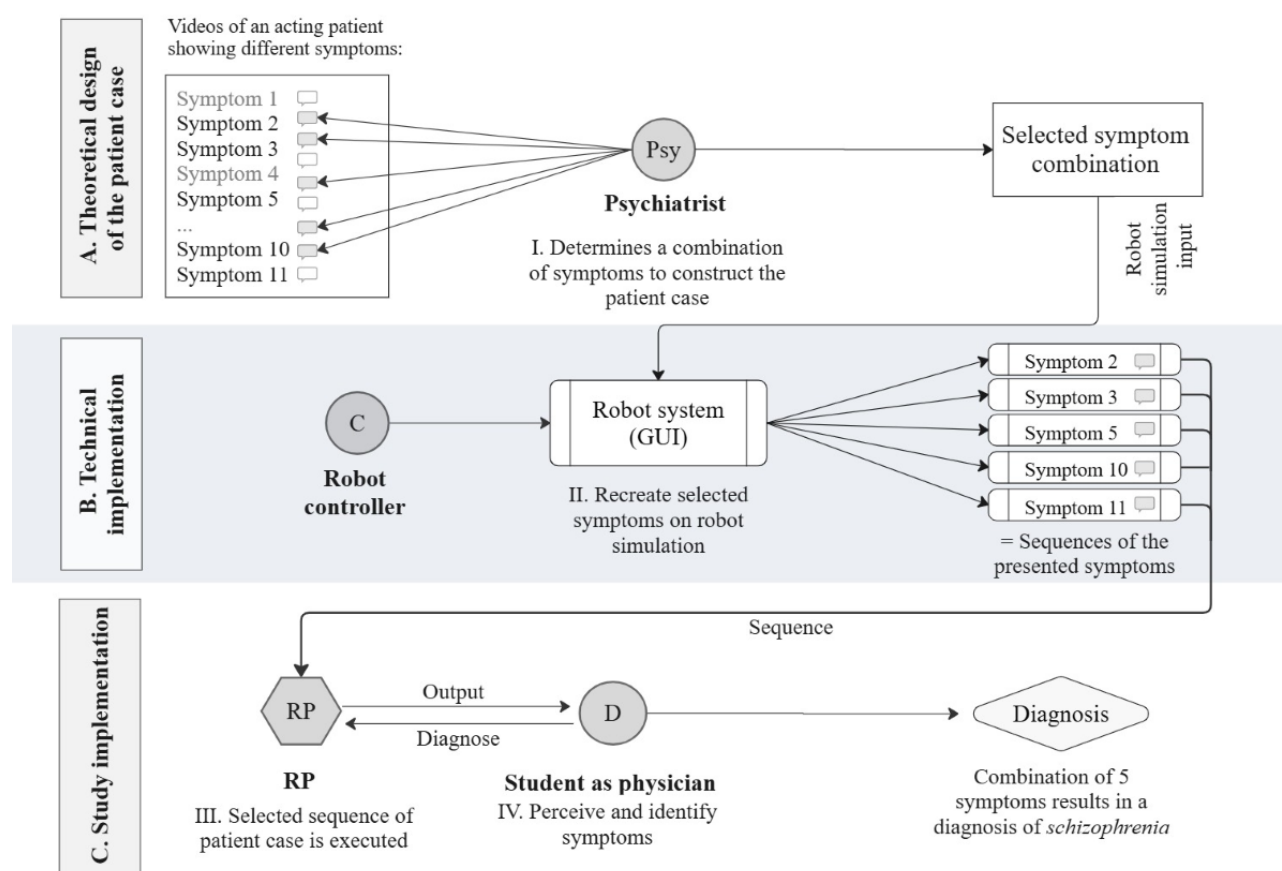 A. Theoretical design
of the patient case
Videos of an acting patient
showing different symptoms:
Symptom 1
Symptom 2
Symptom 3
Symptom 4
Symptom 5
...
Symptom 10
Symptom 11
Psy
Psychiatrist
I. Determines a combination
of symptoms to construct the
patient case
Selected symptom
combination
Robot
simulation
input
B. Technical
implementation
C
Robot
controller
Robot system
(GUI)
II. Recreate selected
symptoms on robot
simulation
Symptom 2
Symptom 3
Symptom 5
Symptom 10
Symptom 11
= Sequences of the
presented symptoms
C. Study implementation
Sequence
RP
Output
Diagnose
D
Diagnosis
RP
III. Selected sequence of
patient case is executed
Student as physician
IV. Perceive and identify
symptoms
Combination of 5
symptoms results in a
diagnosis of schizophrenia